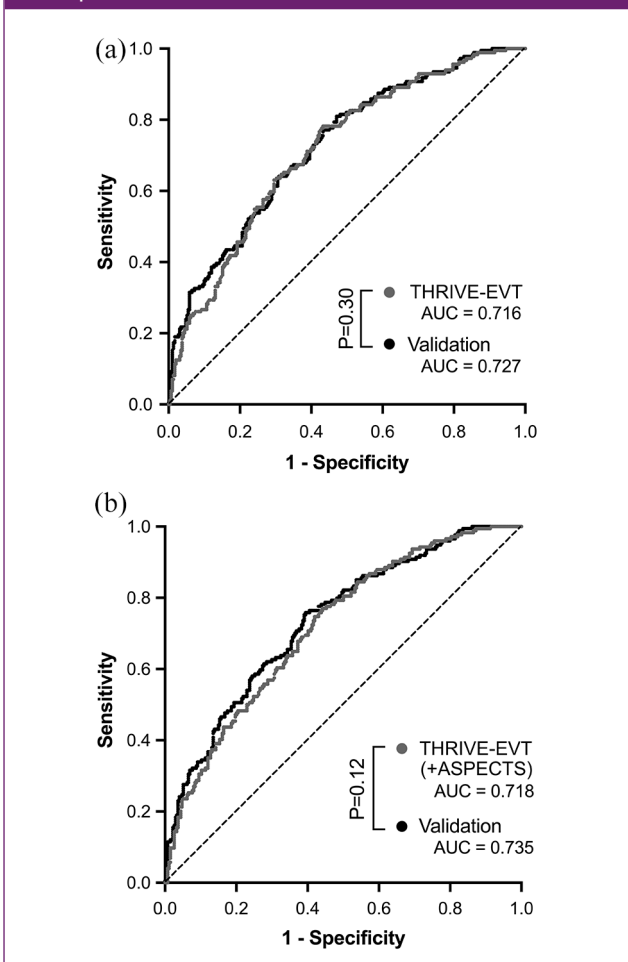 (a)
1.0
0.8
0.6
0.4
0.2
0.0
Sensitivity
THRIVE-EVT
AUC = 0.716
P=0.30
Validation
AUC = 0.727
0.0 0.2 0.4 0.6 0.8 1.0
1 - Specificity
(b)
1.0
0.8
0.6
0.4
0.2
0.0
Sensitivity
THRIVE-EVT
(+ASPECTS)
AUC = 0.718
P=0.12
Validation
AUC = 0.735
0.0 0.2 0.4 0.6 0.8 1.0
1 - Specificity